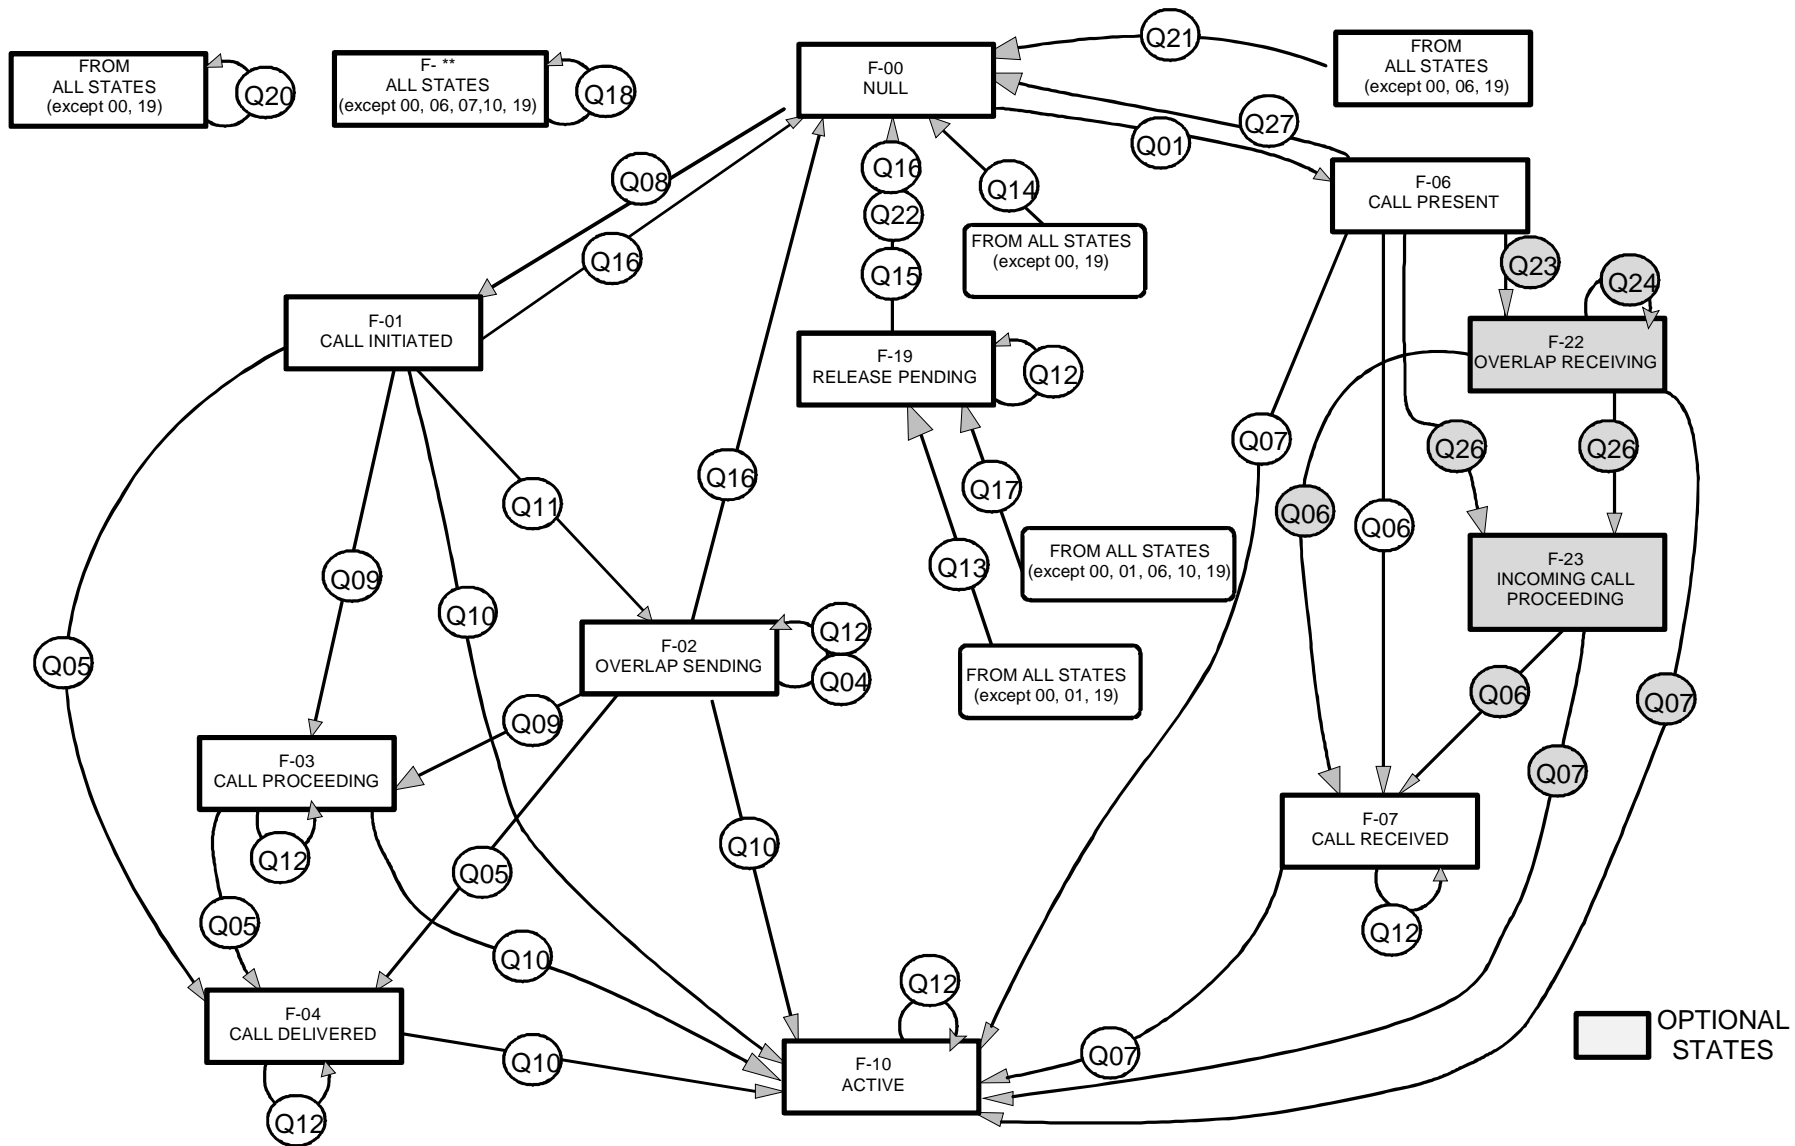 FROM
ALL STATES
(except 00, 19)
Q20
F- **
ALL STATES
(except 00, 06, 07,10, 19)
Q18
F-00
NULL
Q21
FROM
ALL STATES
(except 00, 06, 19)
Q27
Q01
Q08
Q16
Q16
Q22
Q15
Q14
FROM ALL STATES
(except 00, 19)
F-06
CALL PRESENT
Q23
Q24
F-01
CALL INITIATED
F-19
RELEASE PENDING
Q12
F-22
OVERLAP RECEIVING
Q07
Q26
Q26
Q16
Q11
Q17
Q06
Q06
Q13
FROM ALL STATES
(except 00, 01, 06, 10, 19)
F-23
INCOMING CALL
PROCEEDING
Q09
Q10
Q05
F-02
OVERLAP SENDING
Q12
Q04
FROM ALL STATES
(except 00, 01, 19)
Q06
Q07
Q09
F-03
CALL PROCEEDING
Q07
Q12
Q05
Q10
F-07
CALL RECEIVED
Q05
Q10
Q12
Q12
F-04
CALL DELIVERED
Q10
Q12
F-10
ACTIVE
Q07
OPTIONAL
STATES